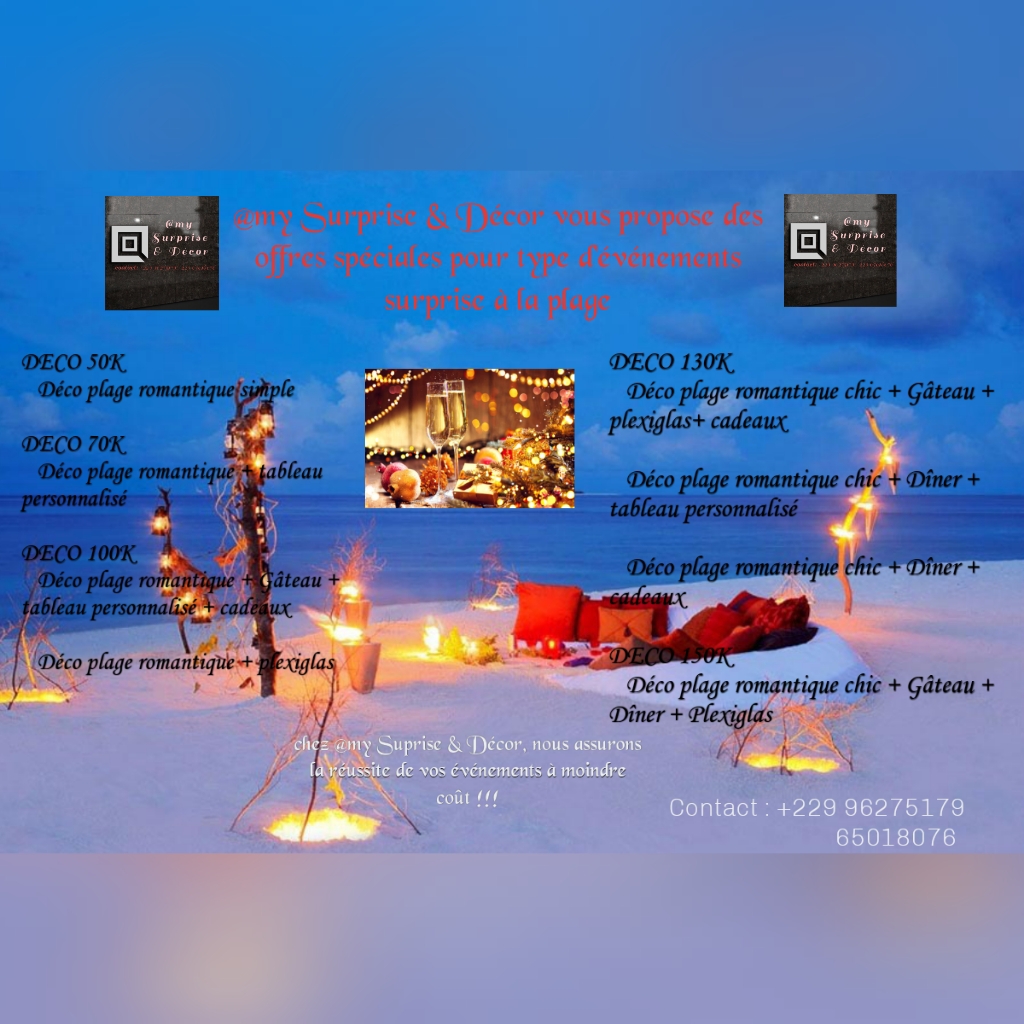 @my
Surprise
& Décor
@my Surprise & Décor vous propose des
offres spéciales pour type d'événements
surprise à la plage
@my
Surprise
& Décor
DECO 50K
Déco plage romantique simple
DECO 70K
Déco plage romantique + tableau
personnalisé
DECO 100K
Déco plage romantique + Gâteau +
tableau personnalisé + cadeaux
Déco plage romantique + plexiglas
DECO 130K
Déco plage romantique chic + Gâteau +
plexiglas+ cadeaux
Déco plage romantique chic + Dîner +
tableau personnalisé
Déco plage romantique chic + Dîner +
cadeaux
DECO 150K
Déco plage romantique chic + Gâteau +
Dîner + Plexiglas
chez @my Suprise & Décor, nous assurons
la réussite de vos événements à moindre
coût !!!
Contact : +229 96275179
65018076